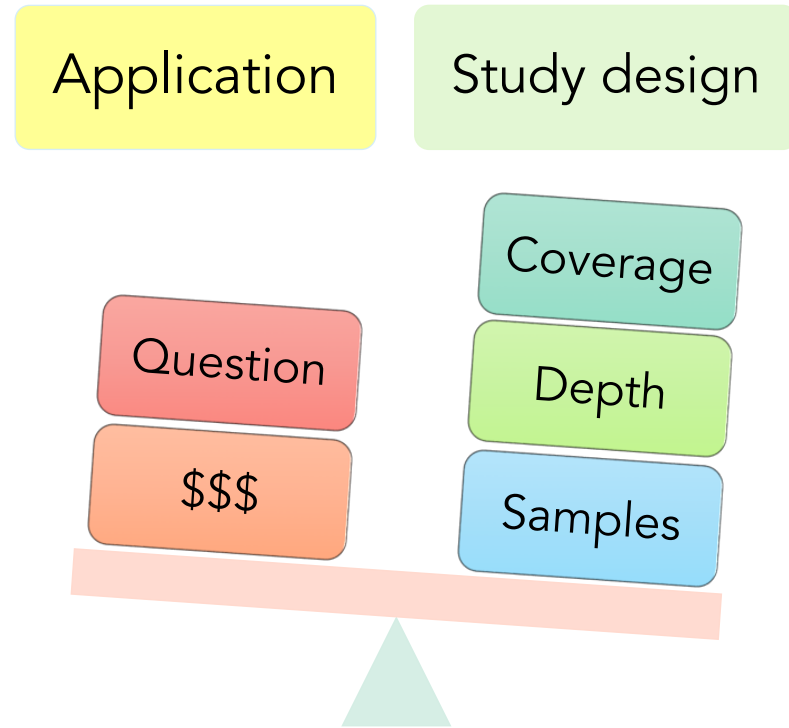 Application
Study design
Question
$$$
Coverage
Depth
Samples